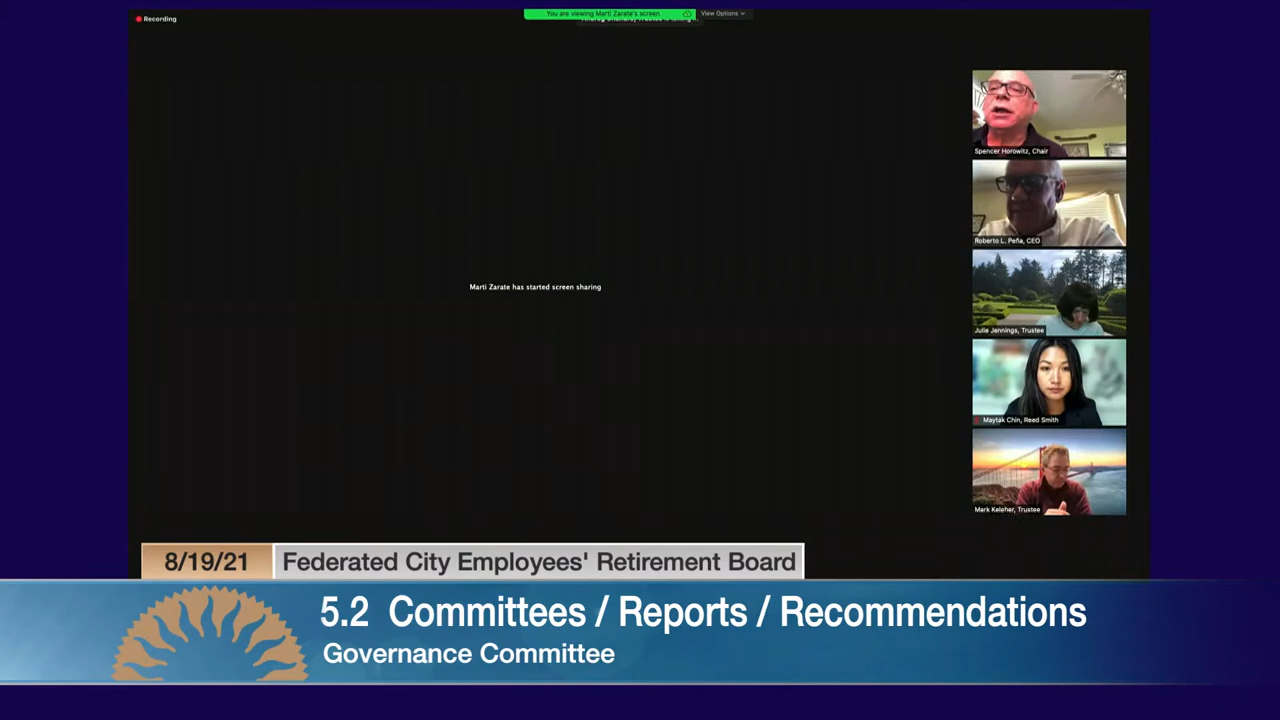 Recording
You are viewing Marti Zarate's screen
View Options
Spencer Horowitz, Chair
Roberto L. Peña, CEO
Julie Jennings, Trustee
Marti Zarate has started screen sharing
Maytak Chin, Reed Smith
Mark Keleher, Trustee
8/19/21 Federated City Employees' Retirement Board
5.2 Committees / Reports / Recommendations
Governance Committee